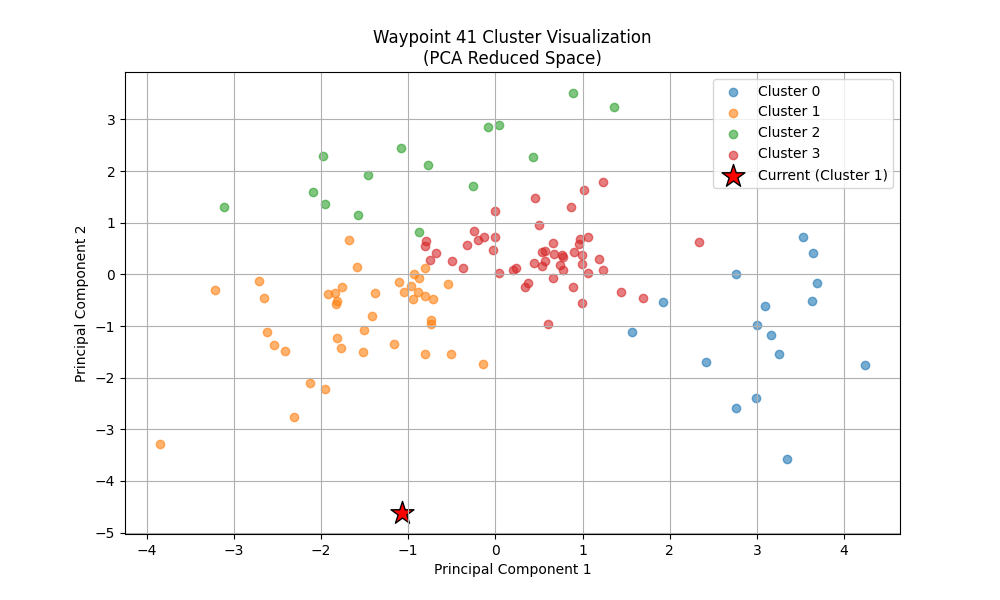 Waypoint 41 Cluster Visualization
(PCA Reduced Space)
Cluster 0
Cluster 1
Cluster 2
Cluster 3
Current (Cluster 1)
Principal Component 2
3
2
1
0
−1
−2
−3
−4
−5
−4 −3 −2 −1 0 1 2 3 4
Principal Component 1